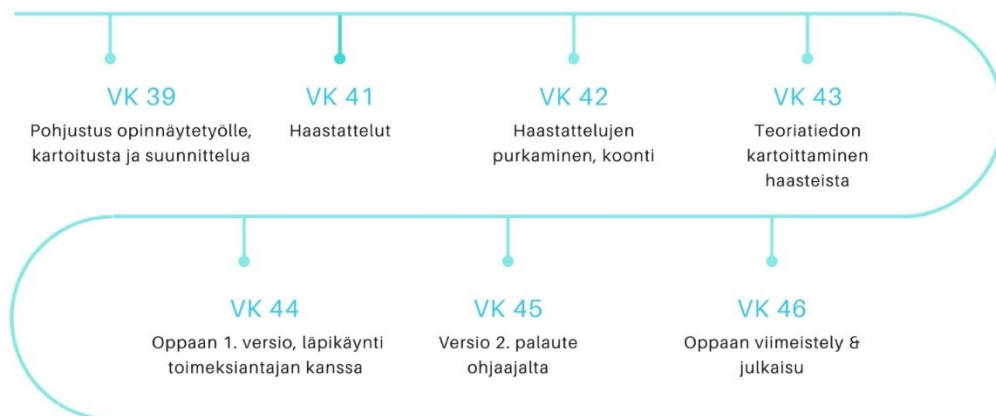 VK 39
Pohjustus opinnäytetyölle,
kartoitusta ja suunnittelua
VK 41
Haastattelut
VK 42
Haastattelujen
purkaminen, koonti
VK 43
Teoriatiedon
kartoittaminen
haasteista
VK 44
Oppaan 1. versio, läpikäynti
toimeksiantajan kanssa
VK 45
Versio 2. palaute
ohjaajalta
VK 46
Oppaan viimeistely &
julkaisu